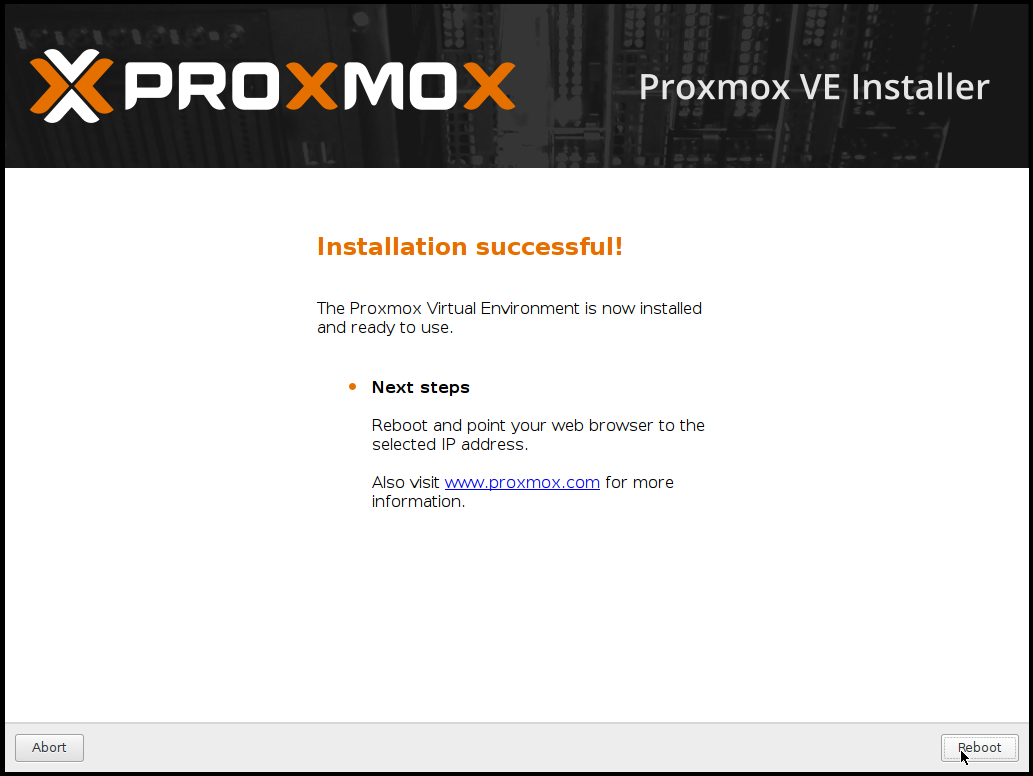 PROXMOX
Proxmox VE Installer
Installation successful!
The Proxmox Virtual Environment is now installed
and ready to use.
Next steps
Reboot and point your web browser to the
selected IP address.
Also visit www.proxmox.com for more
information.
Abort
Reboot